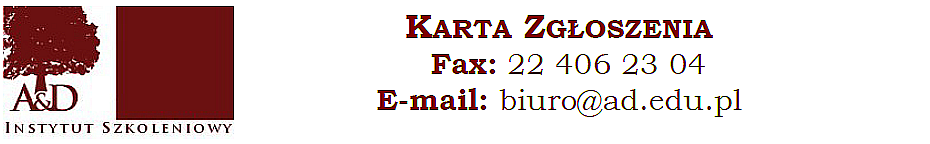 A&D
INSTYTUT SZKOLENIOWY
KARTA ZGŁOSZENIA
Fax: 22 406 23 04
E-mail: biuro@ad.edu.pl